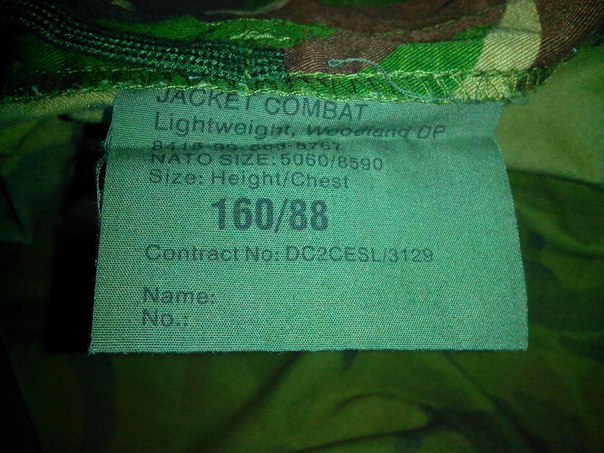 JACKET COMBAT
Lightweight, Woodland DP
NATO SIZE: 5060/8590
Size: Height/Chest
160/88
Contract No: DC2CESL/3129
Name:
No.: